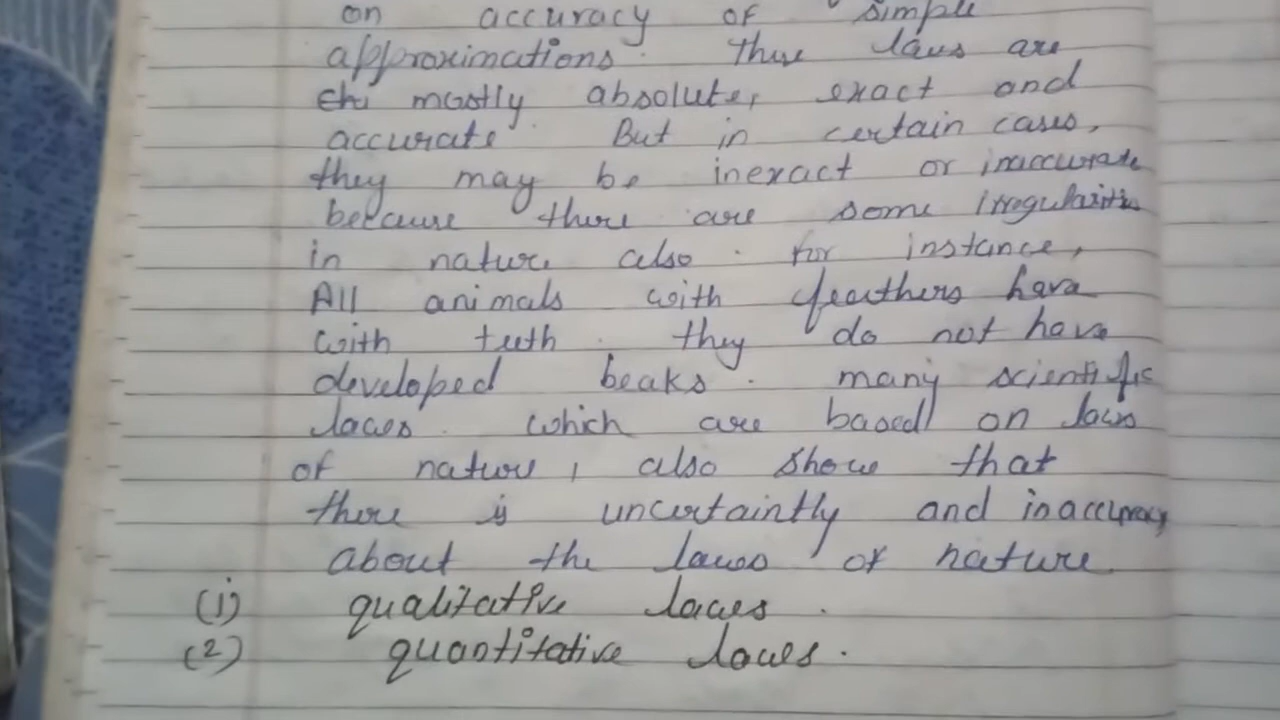 on accuracy of simple
approximations. These laws are
mostly absolute, exact and
accurate. But in certain cases,
they may be inexact or inaccurate
because there are some irregularities
in nature also. for instance,
All animals with feathers have
with teeth. they do not have
developed beaks. many scientific
laws. which are based on laws
of nature, also show that
there is uncertaintly and inaccuracy
about the laws of nature.
(1) qualitative laws.
(2) quantitative laws.